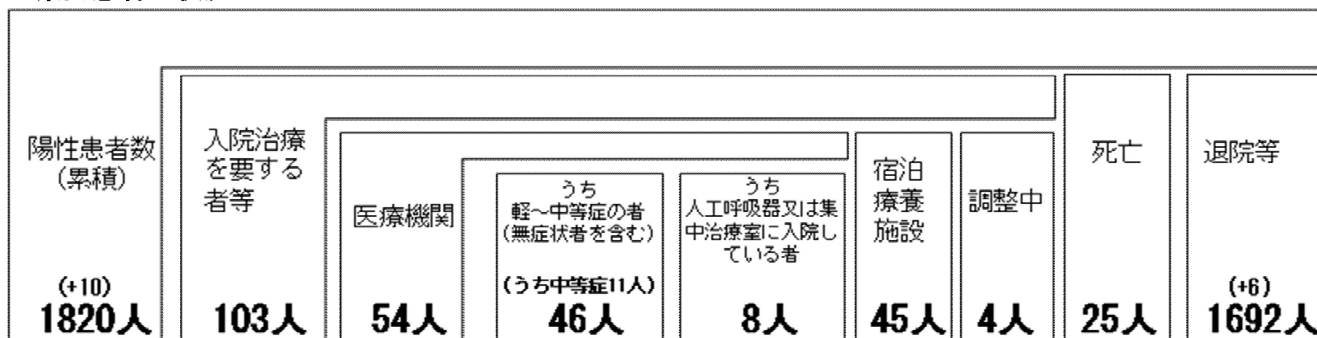 陽性患者数
(累積)
(+10)
1820人
入院治療
を要する
者等
103人
医療機関
54人
うち
軽～中等症の者
(無症状者を含む)
(うち中等症11人)
46人
うち
人工呼吸器又は集
中治療室に入院し
ている者
8人
宿泊
療養
施設
45人
調整中
4人
死亡
25人
退院等
(+6)
1692人